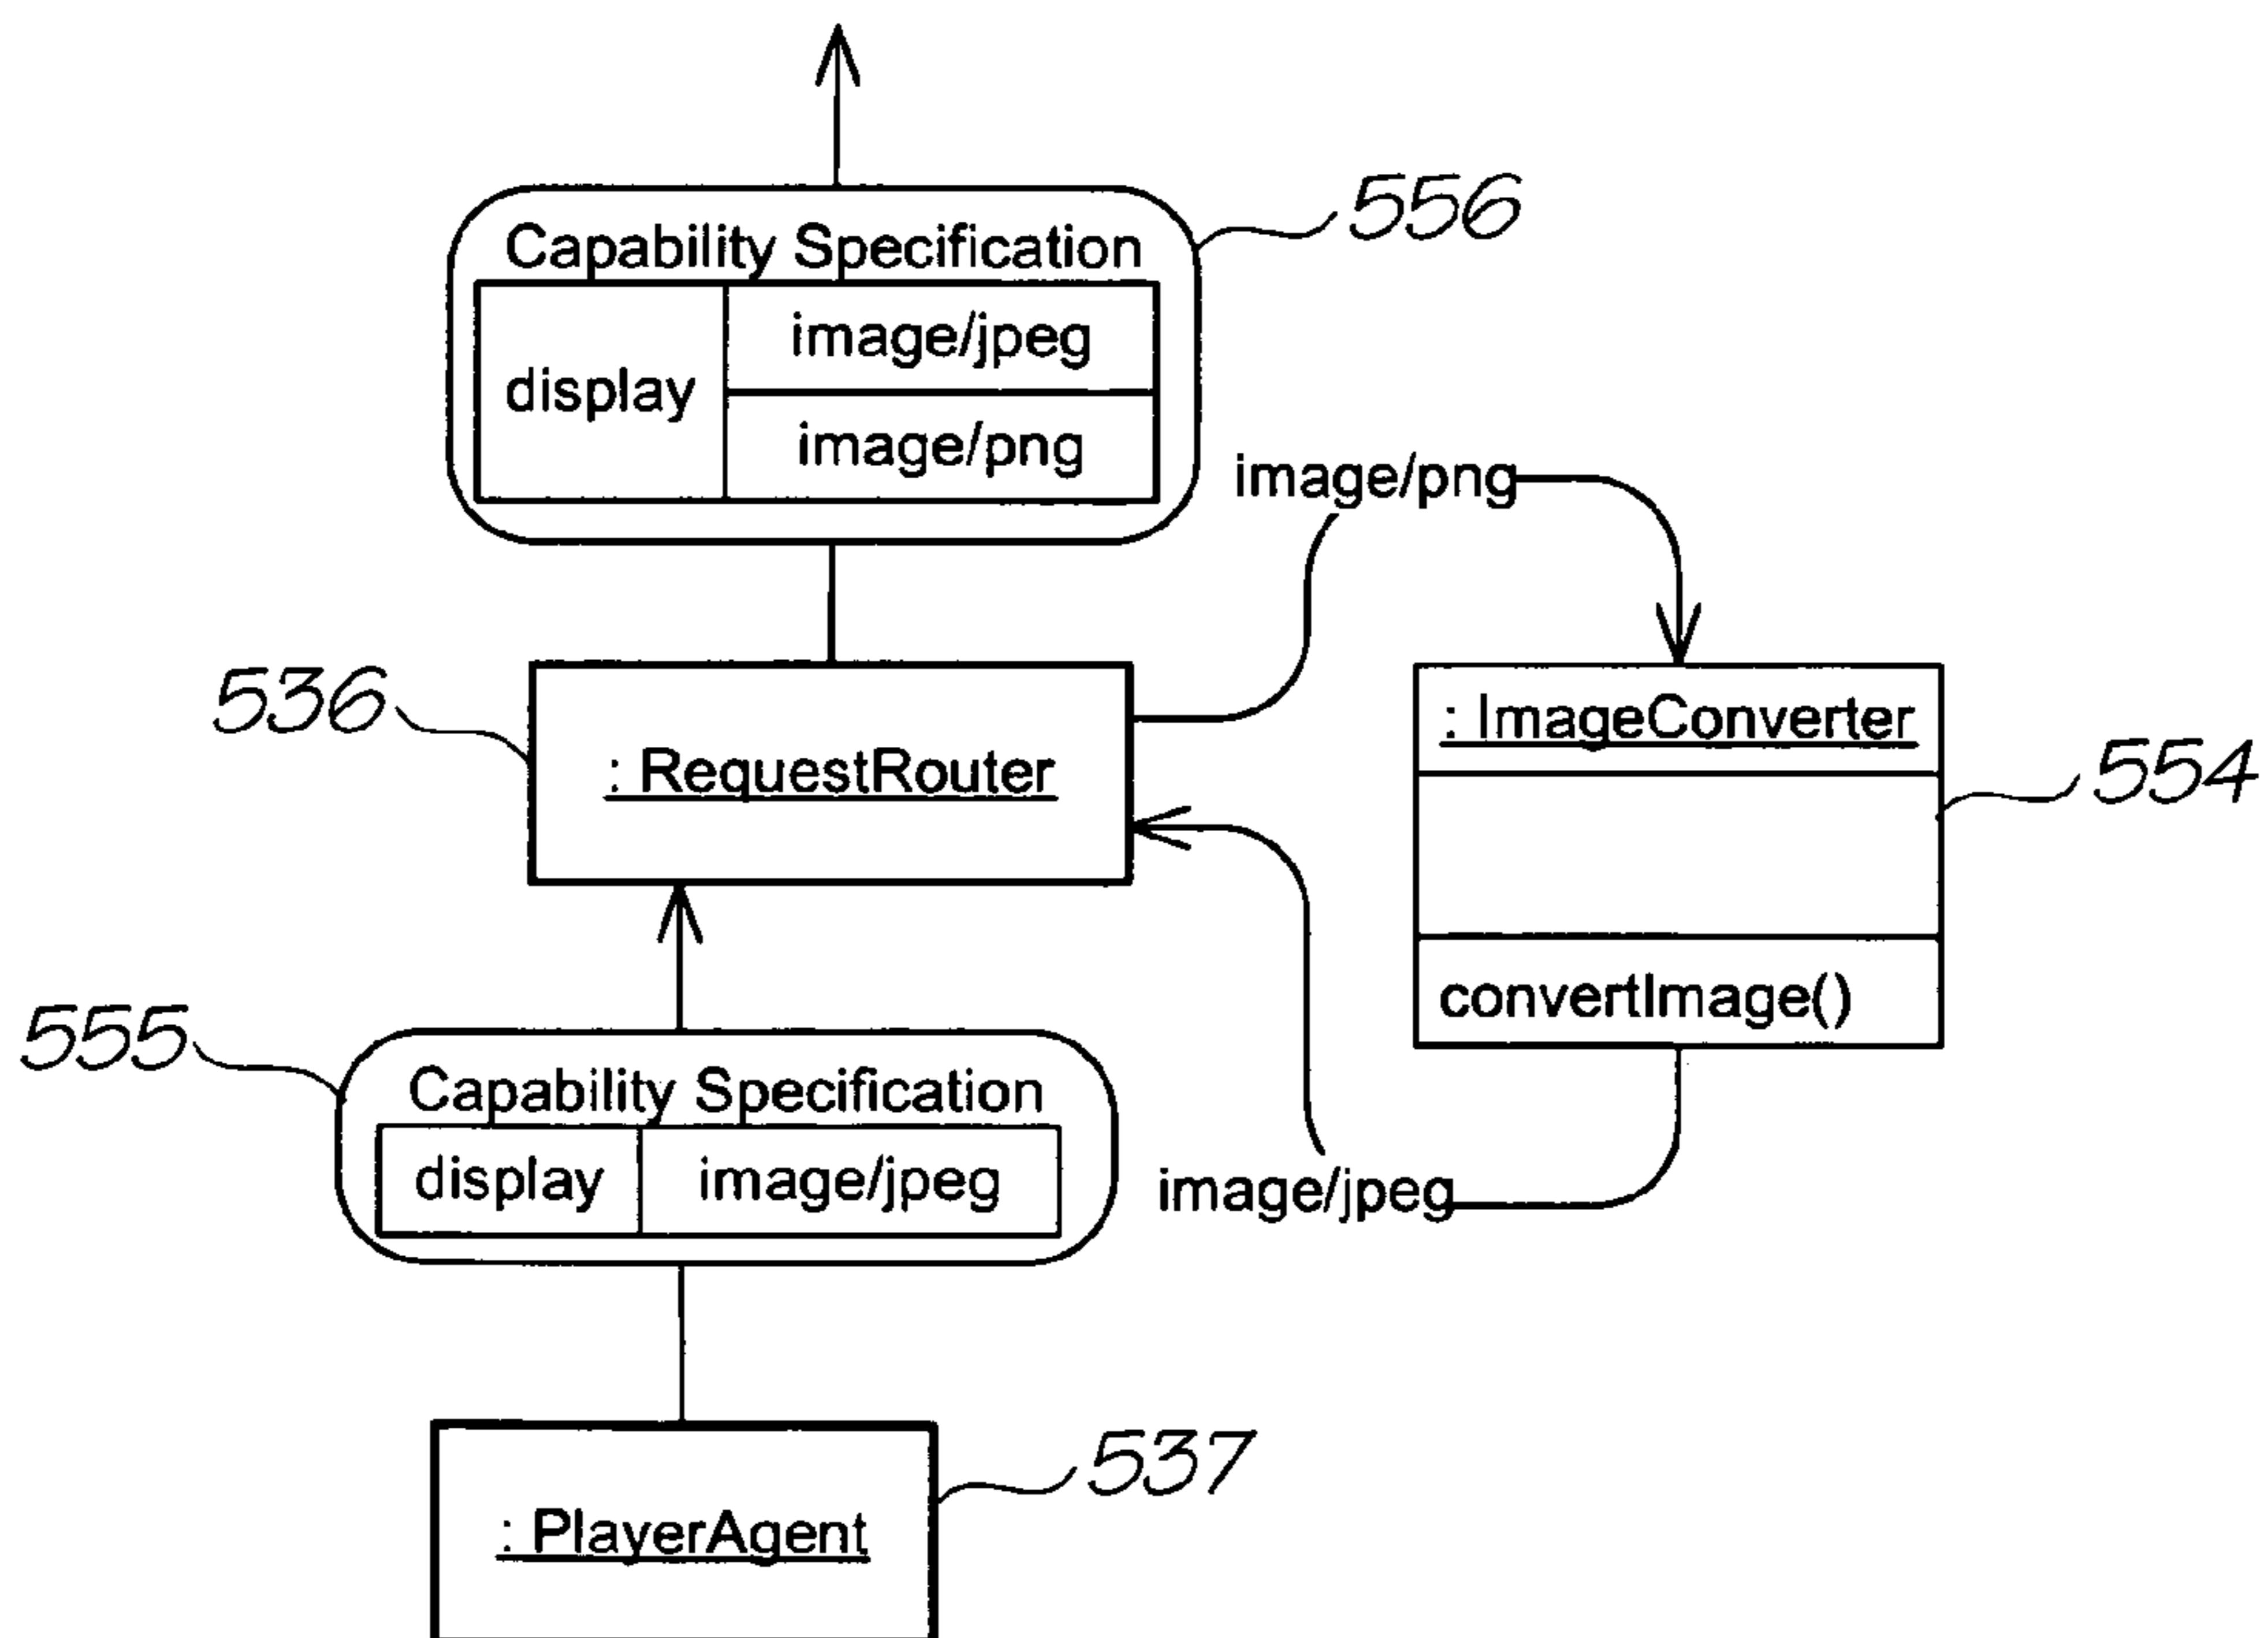 556
Capability Specification
display
image/jpeg
image/png
image/png
536
: RequestRouter
: ImageConverter
554
convertImage()
555
Capability Specification
display
image/jpeg
image/jpeg
537
: PlayerAgent